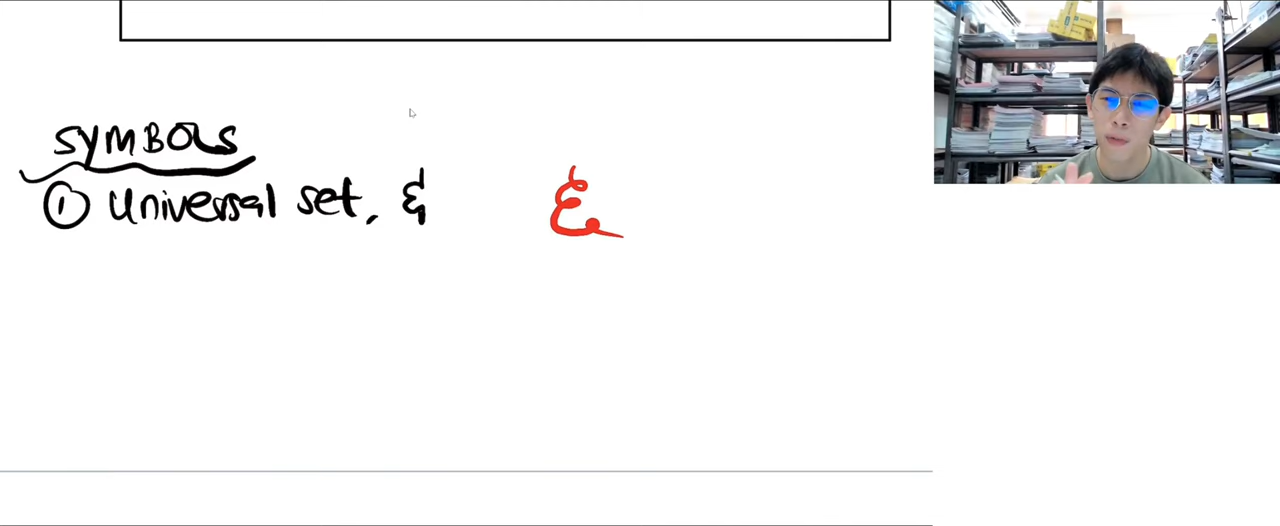 SYMBOLS
① Universal set, ξ
ξ